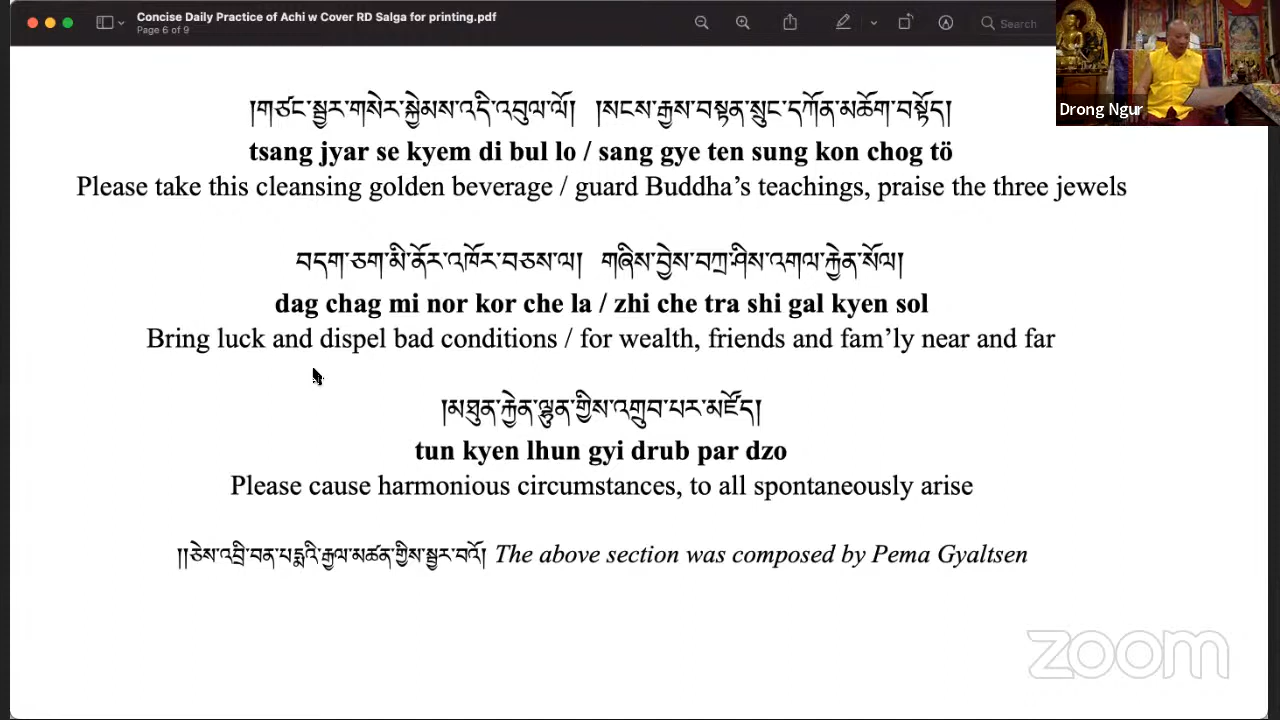 Concise Daily Practice of Achi w Cover RD Salga for printing.pdf
Page 6 of 9
Search
Drong Ngur
།གཙང་སྦྱར་གསེར་སྐྱེམས་འདི་འབུལ་ལོ། །སངས་རྒྱས་བསྟན་སྲུང་དཀོན་མཆོག་བསྟོད།
tsang jyar se kyem di bul lo / sang gye ten sung kon chog tö
Please take this cleansing golden beverage / guard Buddha’s teachings, praise the three jewels
བདག་ཅག་མི་ནོར་འཁོར་བཅས་ལ། གཞིས་བྱེས་བཀྲ་ཤིས་འགལ་རྐྱེན་སོལ།
dag chag mi nor kor che la / zhi che tra shi gal kyen sol
Bring luck and dispel bad conditions / for wealth, friends and fam’ly near and far
།མཐུན་རྐྱེན་ལྷུན་གྱིས་འགྲུབ་པར་མཛོད།
tun kyen lhun gyi drub par dzo
Please cause harmonious circumstances, to all spontaneously arise
།།ཅེས་འབྲི་བན་པདྨའི་རྒྱལ་མཚན་གྱིས་སྦྱར་བའོ། The above section was composed by Pema Gyaltsen
zoom